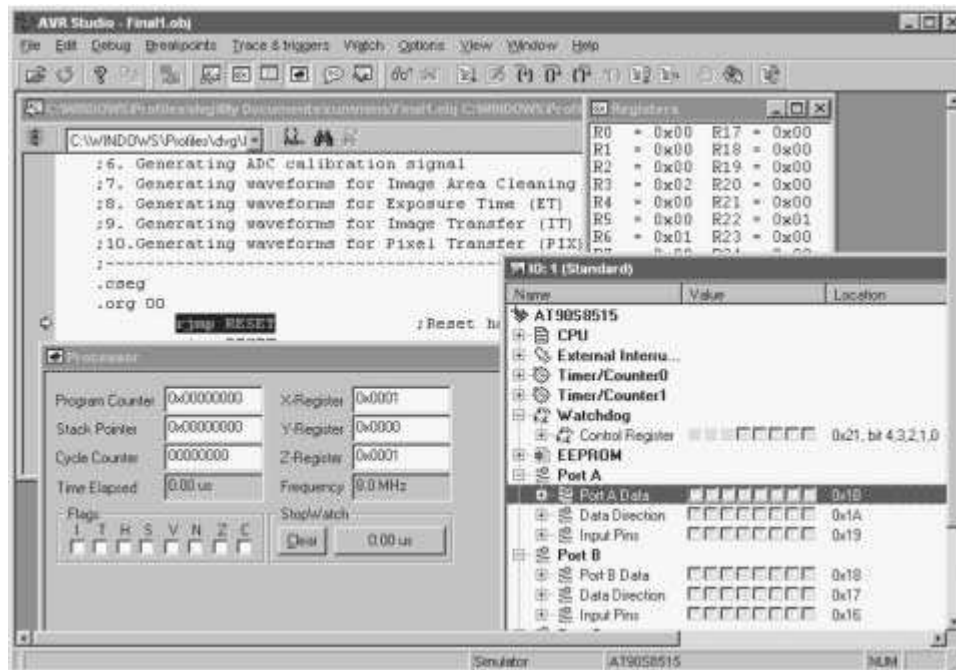 AVR Studio - Final1.obj
File Edit Debug Breakpoints Trace & triggers Watch Options View Window Help
C:\WINDOWS\Profiles\dvg\
;6. Generating ADC calibration signal
;7. Generating waveforms for Image Area Cleaning
;8. Generating waveforms for Exposure Time (ET)
;9. Generating waveforms for Image Transfer (IT)
;10.Generating waveforms for Pixel Transfer (PIX)
.cseg
.org 00
rjmp RESET ;Reset ha
Registers
R0 = 0x00 R17 = 0x00
R1 = 0x00 R18 = 0x00
R2 = 0x00 R19 = 0x00
R3 = 0x02 R20 = 0x00
R4 = 0x00 R21 = 0x00
R5 = 0x00 R22 = 0x01
R6 = 0x01 R23 = 0x00
Processor
Program Counter 0x00000000 X-Register 0x0001
Stack Pointer 0x00000000 Y-Register 0x0000
Cycle Counter 00000000 Z-Register 0x0001
Time Elapsed 0.00 us Frequency 8.0 MHz
Flags
I T H S V N Z C
StopWatch
Clear 0.00 us
IO: 1 (Standard)
Name Value Location
AT90S8515
CPU
External Interru...
Timer/Counter0
Timer/Counter1
Watchdog
Control Register 0x21, bit 4,3,2,1,0
EEPROM
Port A
Port A Data 0x1B
Data Direction 0x1A
Input Pins 0x19
Port B
Port B Data 0x18
Data Direction 0x17
Input Pins 0x16
Simulator AT90S8515 NUM